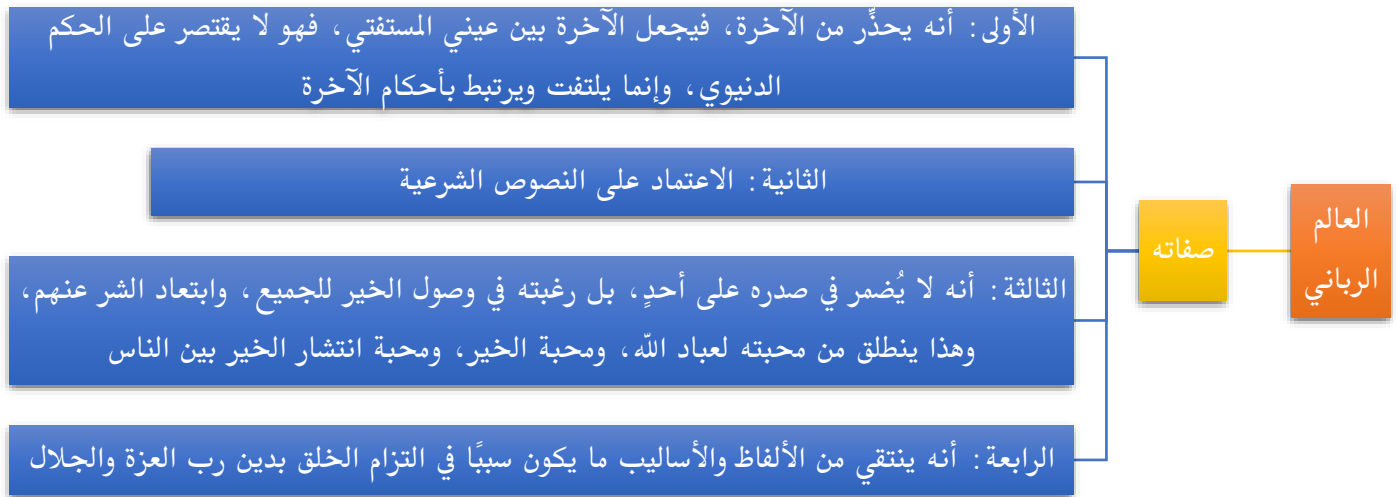 العالم
الرباني
صفاته
الأولى: أنه يحذِّر من الآخرة، فيجعل الآخرة بين عيني المستفتي، فهو لا يقتصر على الحكم
الدنيوي، وإنما يلتفت ويرتبط بأحكام الآخرة
الثانية: الاعتماد على النصوص الشرعية
الثالثة: أنه لا يُضمر في صدره على أحدٍ، بل رغبته في وصول الخير للجميع، وابتعاد الشر عنهم،
وهذا ينطلق من محبته لعباد الله، ومحبة الخير، ومحبة انتشار الخير بين الناس
الرابعة: أنه ينتقي من الألفاظ والأساليب ما يكون سببًا في التزام الخلق بدين رب العزة والجلال